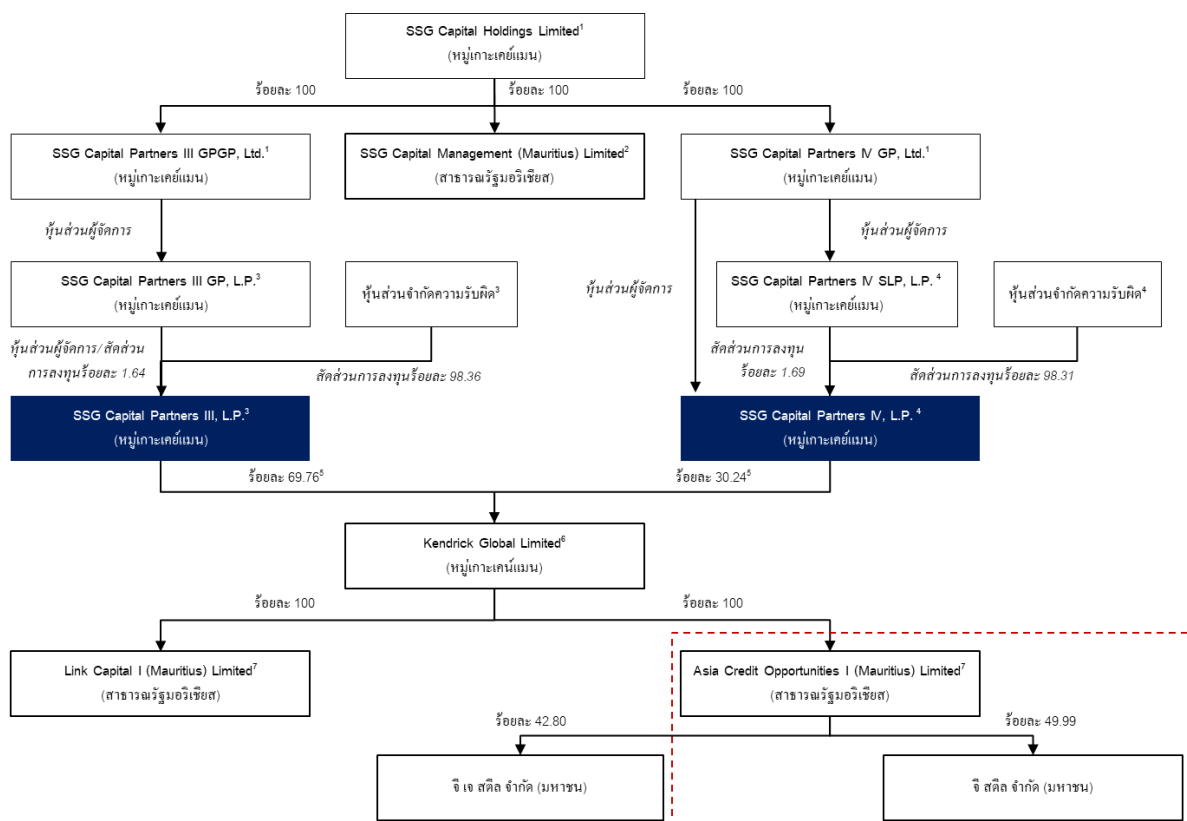 SSG Capital Holdings Limited¹
(หมู่เกาะเคย์แมน)
ร้อยละ 100
ร้อยละ 100
ร้อยละ 100
SSG Capital Partners III GPGP, Ltd.¹
(หมู่เกาะเคย์แมน)
SSG Capital Management (Mauritius) Limited²
(สาธารณรัฐมอริเชียส)
SSG Capital Partners IV GP, Ltd.¹
(หมู่เกาะเคย์แมน)
หุ้นส่วนผู้จัดการ
หุ้นส่วนผู้จัดการ
หุ้นส่วนผู้จัดการ
SSG Capital Partners III GP, L.P.³
(หมู่เกาะเคย์แมน)
หุ้นส่วนจำกัดความรับผิด³
SSG Capital Partners IV SLP, L.P. ⁴
(หมู่เกาะเคย์แมน)
หุ้นส่วนจำกัดความรับผิด⁴
หุ้นส่วนผู้จัดการ/สัดส่วน
การลงทุนร้อยละ 1.64
สัดส่วนการลงทุนร้อยละ 98.36
สัดส่วนการลงทุน
ร้อยละ 1.69
สัดส่วนการลงทุนร้อยละ 98.31
SSG Capital Partners III, L.P.³
(หมู่เกาะเคย์แมน)
SSG Capital Partners IV, L.P. ⁴
(หมู่เกาะเคย์แมน)
ร้อยละ 69.76⁵
ร้อยละ 30.24⁵
Kendrick Global Limited⁶
(หมู่เกาะเคน์แมน)
ร้อยละ 100
ร้อยละ 100
Link Capital I (Mauritius) Limited⁷
(สาธารณรัฐมอริเชียส)
Asia Credit Opportunities I (Mauritius) Limited⁷
(สาธารณรัฐมอริเชียส)
ร้อยละ 42.80
ร้อยละ 49.99
จี เจ สตีล จำกัด (มหาชน)
จี สตีล จำกัด (มหาชน)